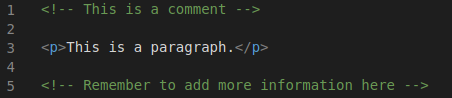 1 <!-- This is a comment -->
2
3 <p>This is a paragraph.</p>
4
5 <!-- Remember to add more information here -->